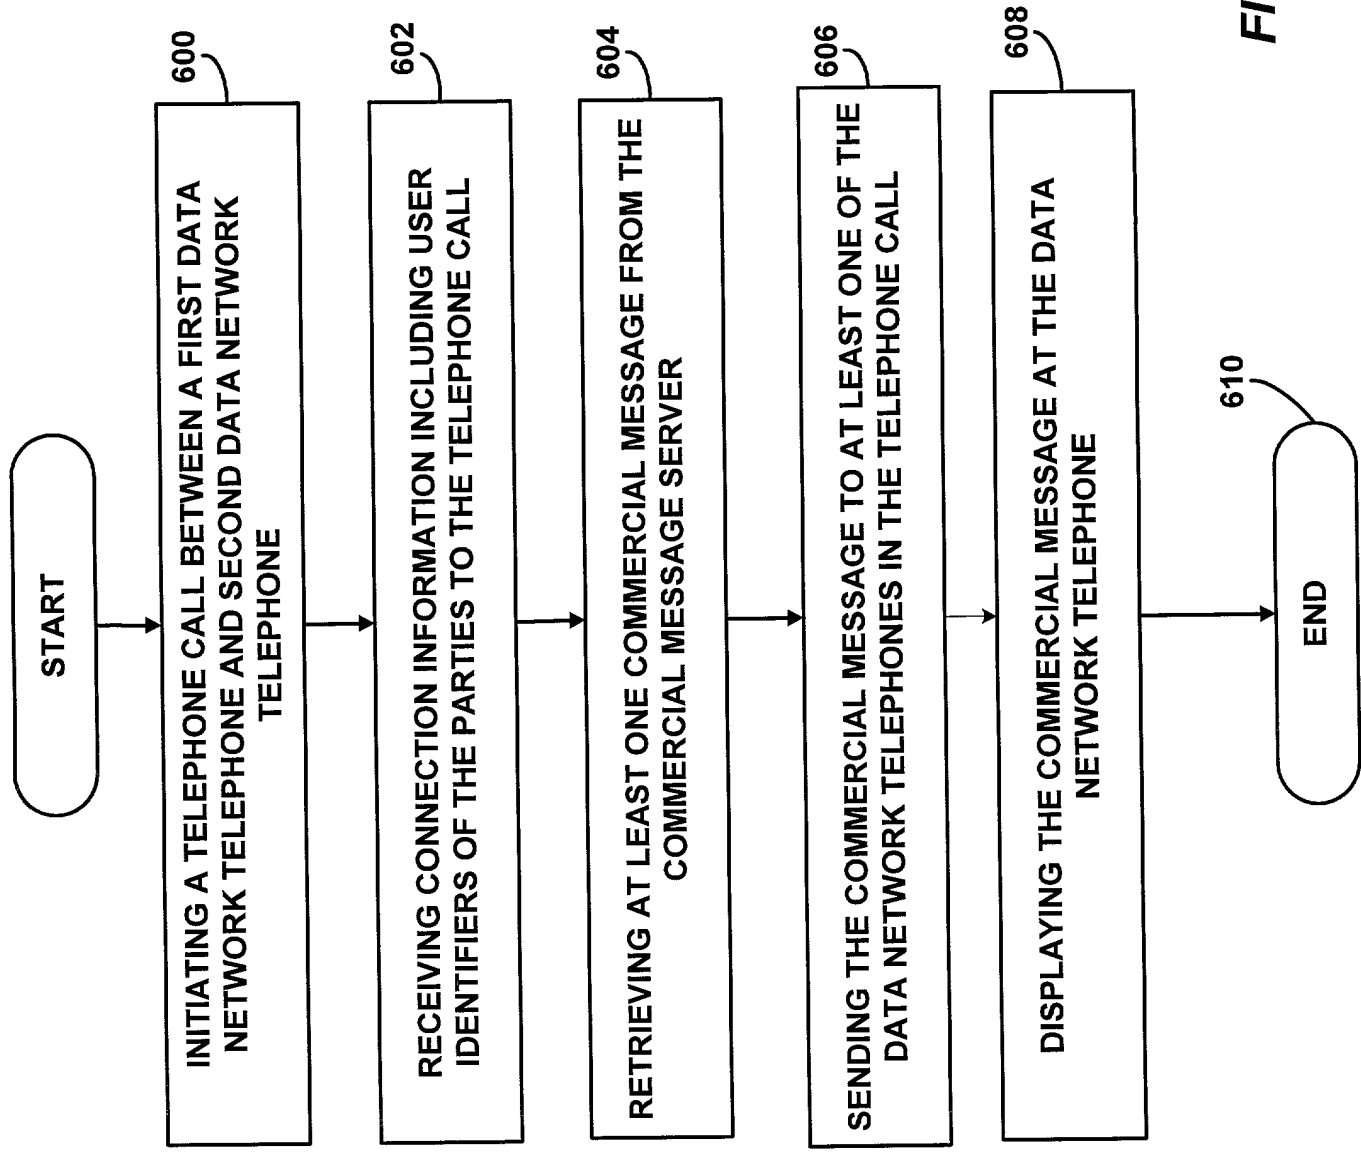 START
600
INITIATING A TELEPHONE CALL BETWEEN A FIRST DATA
NETWORK TELEPHONE AND SECOND DATA NETWORK
TELEPHONE
602
RECEIVING CONNECTION INFORMATION INCLUDING USER
IDENTIFIERS OF THE PARTIES TO THE TELEPHONE CALL
604
RETRIEVING AT LEAST ONE COMMERCIAL MESSAGE FROM THE
COMMERCIAL MESSAGE SERVER
606
SENDING THE COMMERCIAL MESSAGE TO AT LEAST ONE OF THE
DATA NETWORK TELEPHONES IN THE TELEPHONE CALL
608
DISPLAYING THE COMMERCIAL MESSAGE AT THE DATA
NETWORK TELEPHONE
610
END